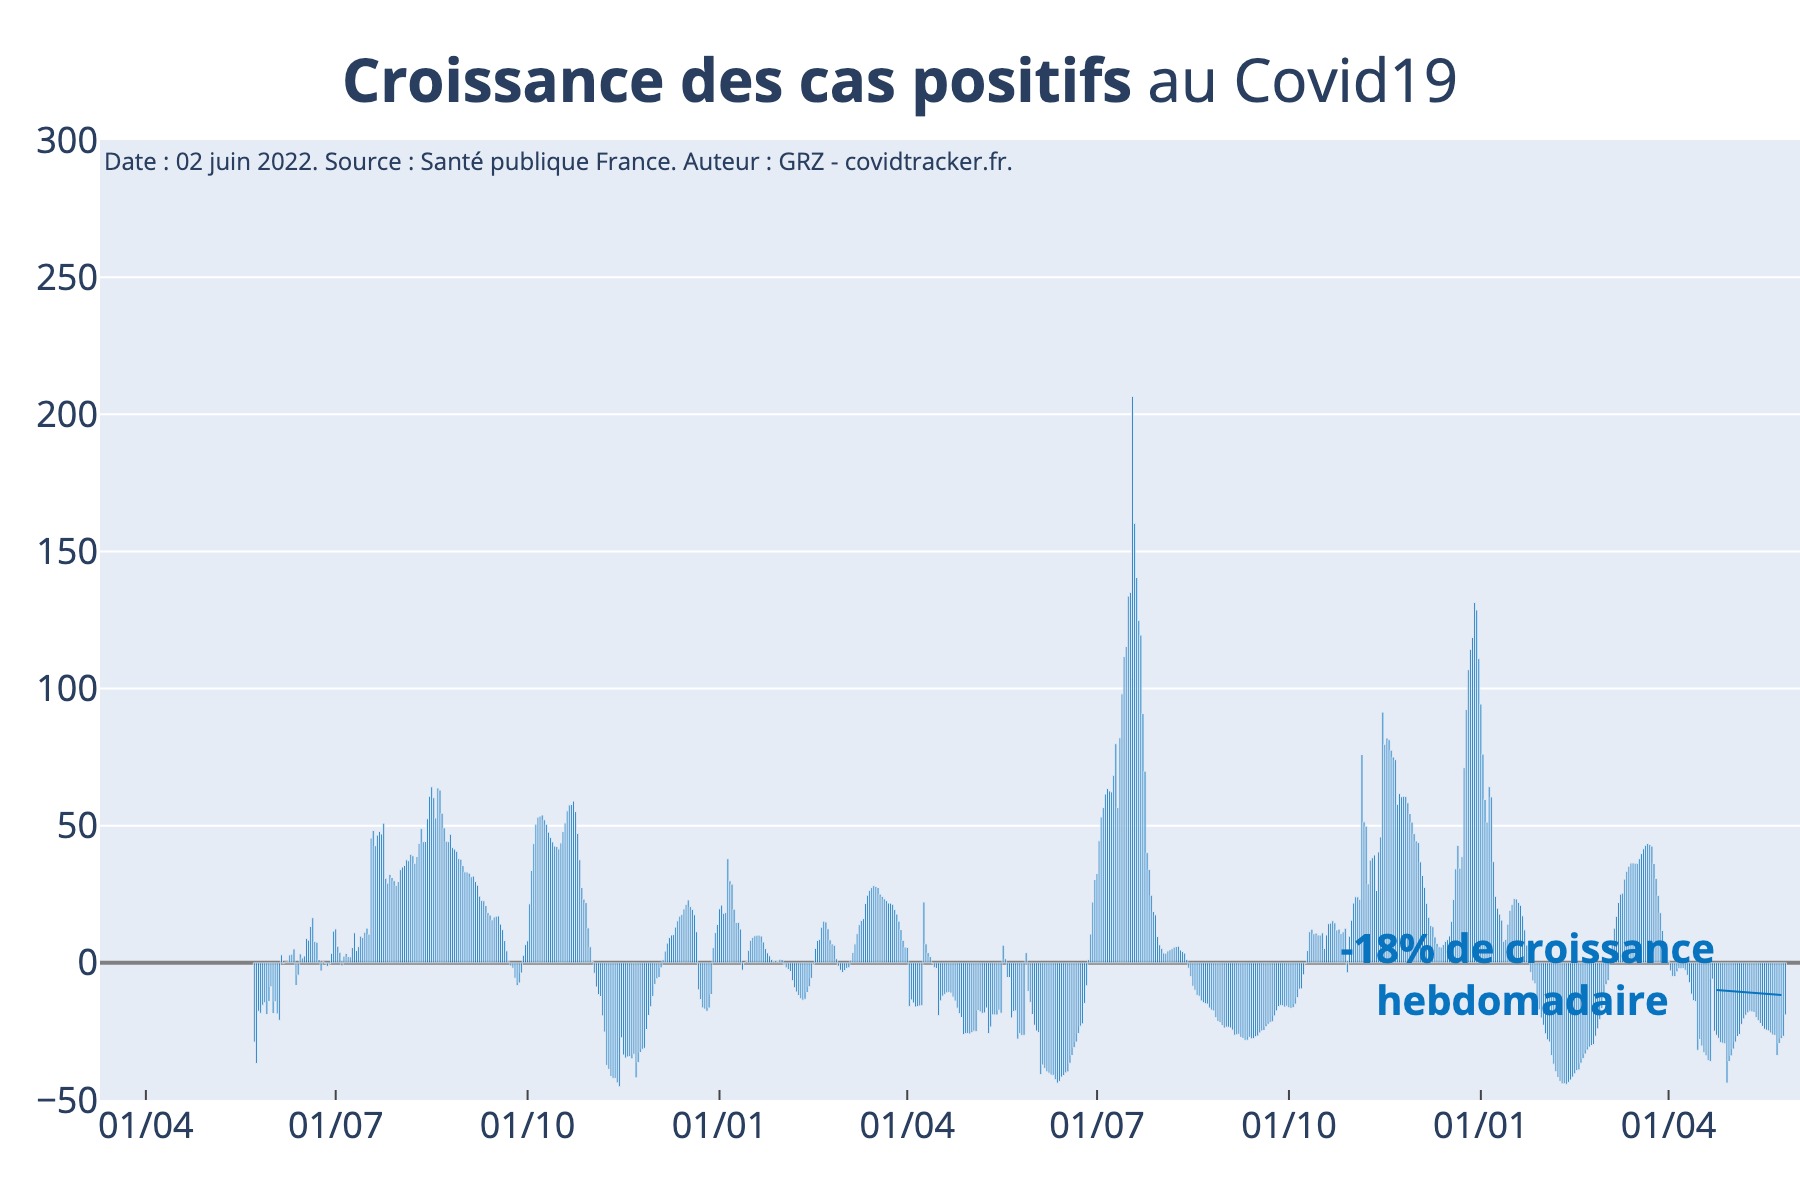 Croissance des cas positifs au Covid19
300
Date : 02 juin 2022. Source : Santé publique France. Auteur : GRZ - covidtracker.fr.
250
200
150
100
50
0
-18% de croissance
hebdomadaire
−50
01/04 01/07 01/10 01/01 01/04 01/07 01/10 01/01 01/04